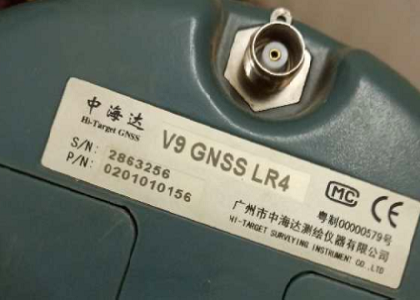 中海达
Hi-Target GNSS
V9 GNSS LR4
S/N: 2863256
P/N: 0201010156
MC
CE
粤制00000579号
广州市中海达测绘仪器有限公司
HI-TARGET SURVEYING INSTRUMENT CO.,LTD